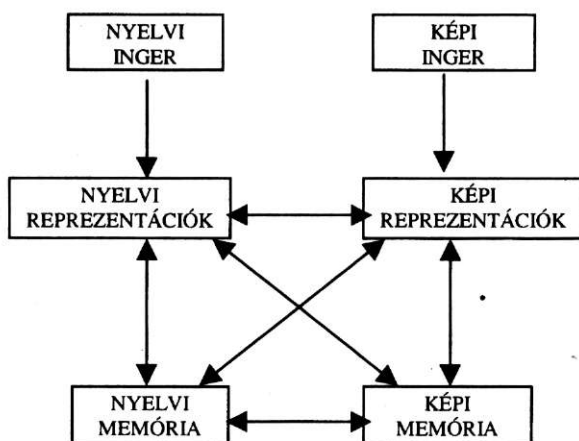 NYELVI
INGER
KÉPI
INGER
NYELVI
REPREZENTÁCIÓK
KÉPI
REPREZENTÁCIÓK
NYELVI
MEMÓRIA
KÉPI
MEMÓRIA